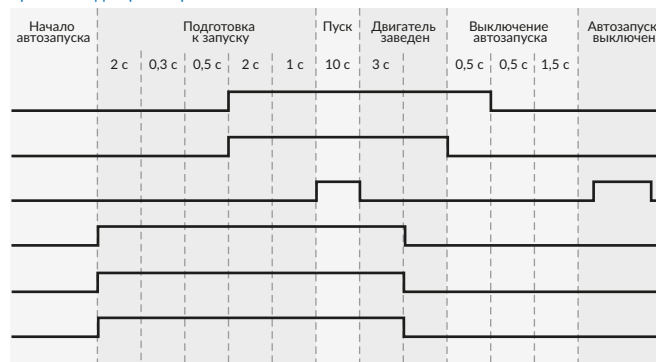 Начало
автозапуска
Подготовка
к запуску
Пуск
Двигатель
заведен
Выключение
автозапуска
Автозапуск
выключен
2 с 0,3 с 0,5 с 2 с 1 с 10 с 3 с 0,5 с 0,5 с 1,5 с